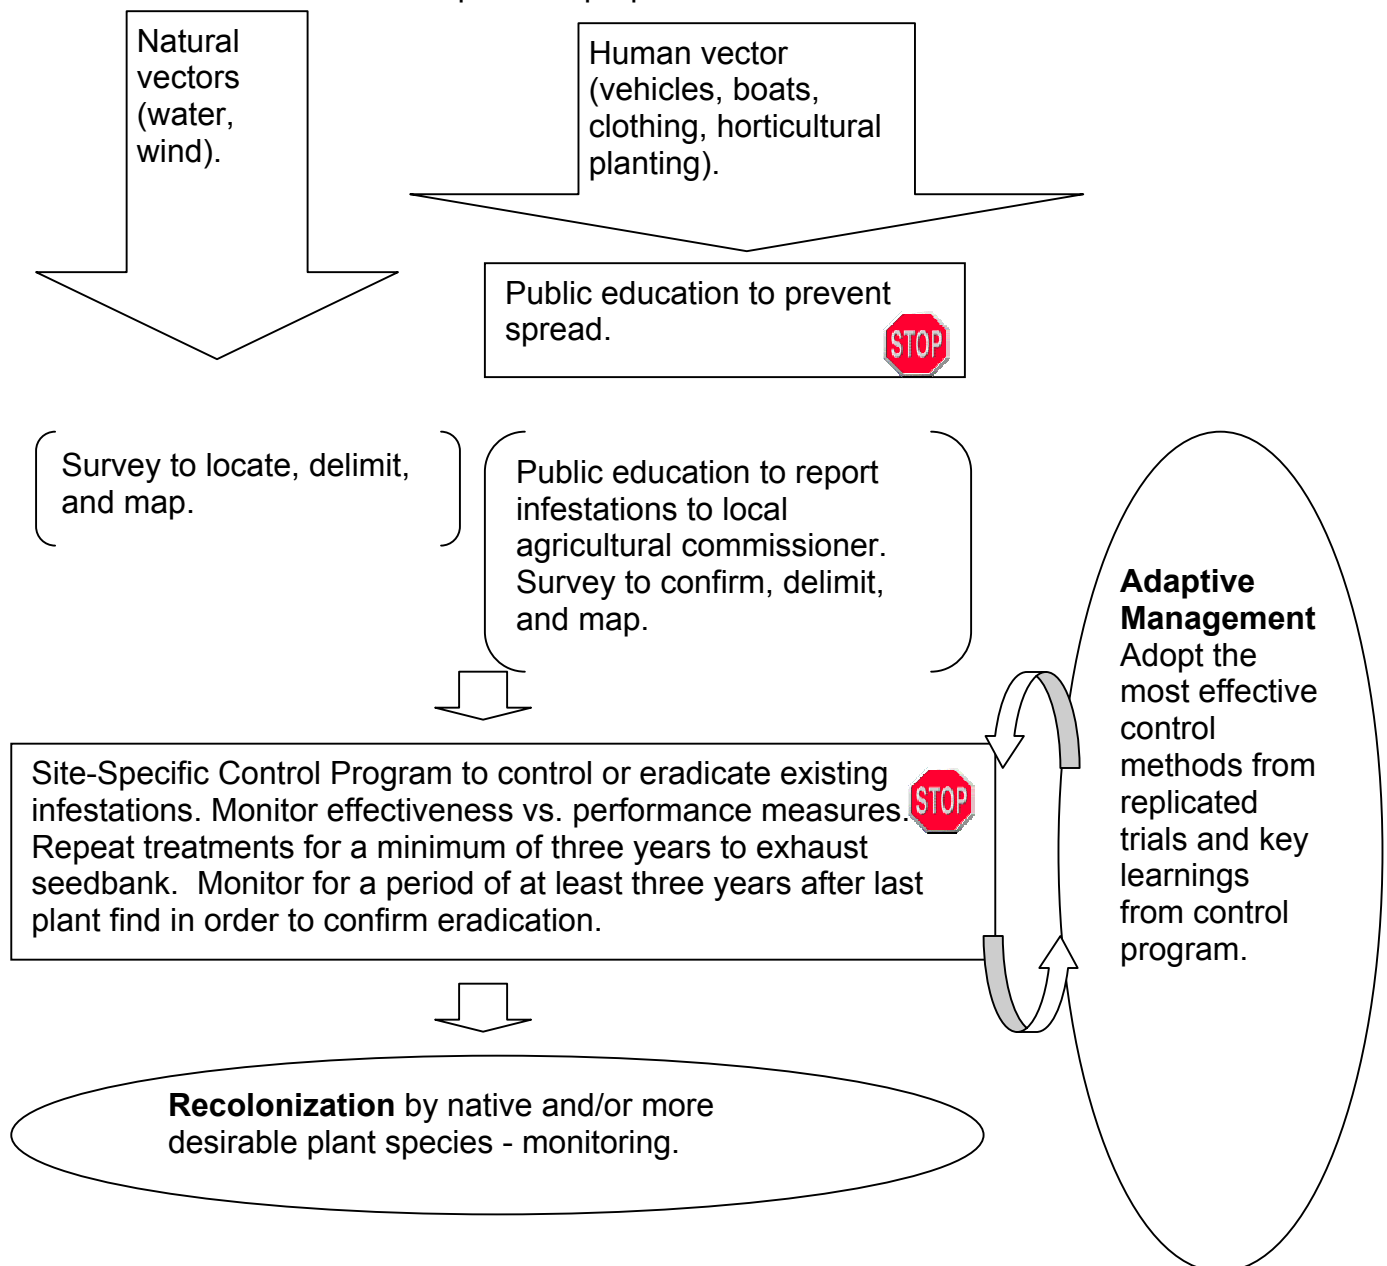 Natural
vectors
(water,
wind).
Human vector
(vehicles, boats,
clothing, horticultural
planting).
Public education to prevent
spread.
STOP
Survey to locate, delimit,
and map.
Public education to report
infestations to local
agricultural commissioner.
Survey to confirm, delimit,
and map.
Adaptive
Management
Adopt the
most effective
control
methods from
replicated
trials and key
learnings
from control
program.
Site-Specific Control Program to control or eradicate existing
infestations. Monitor effectiveness vs. performance measures.
Repeat treatments for a minimum of three years to exhaust
seedbank.  Monitor for a period of at least three years after last
plant find in order to confirm eradication.
STOP
Recolonization by native and/or more
desirable plant species - monitoring.